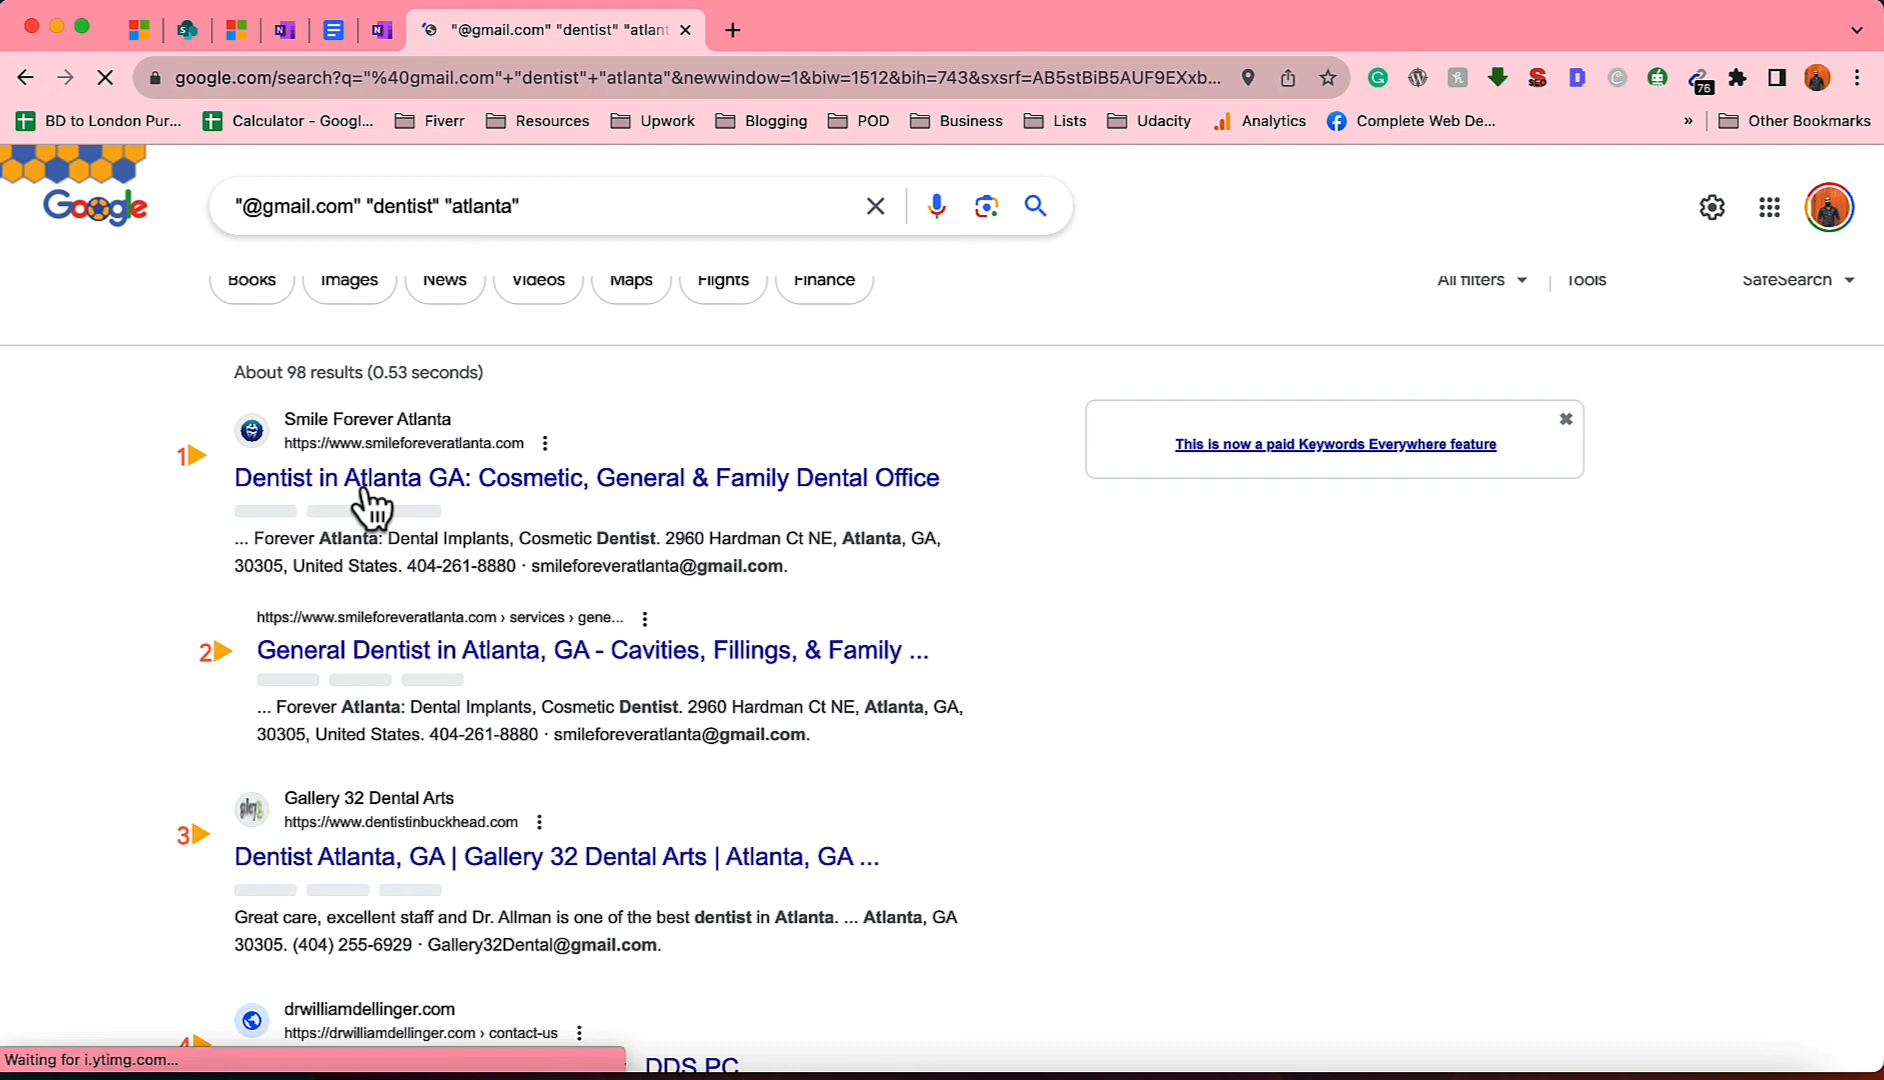 "@gmail.com" "dentist" "atlant
google.com/search?q="%40gmail.com"+"dentist"+"atlanta"&newwindow=1&biw=1512&bih=743&sxsrf=AB5stBiB5AUF9EXxb...
76
BD to London Pur... Calculator - Googl... Fiverr Resources Upwork Blogging POD Business Lists Udacity Analytics Complete Web De... » Other Bookmarks
Google
"@gmail.com" "dentist" "atlanta"
Books Images News Videos Maps Flights Finance All filters Tools SafeSearch
About 98 results (0.53 seconds)
Smile Forever Atlanta
https://www.smileforeveratlanta.com
1
Dentist in Atlanta GA: Cosmetic, General & Family Dental Office
... Forever Atlanta: Dental Implants, Cosmetic Dentist. 2960 Hardman Ct NE, Atlanta, GA,
30305, United States. 404-261-8880 · smileforeveratlanta@gmail.com.
This is now a paid Keywords Everywhere feature
https://www.smileforeveratlanta.com › services › gene...
2
General Dentist in Atlanta, GA - Cavities, Fillings, & Family ...
... Forever Atlanta: Dental Implants, Cosmetic Dentist. 2960 Hardman Ct NE, Atlanta, GA,
30305, United States. 404-261-8880 · smileforeveratlanta@gmail.com.
Gallery 32 Dental Arts
https://www.dentistinbuckhead.com
3
Dentist Atlanta, GA | Gallery 32 Dental Arts | Atlanta, GA ...
Great care, excellent staff and Dr. Allman is one of the best dentist in Atlanta. ... Atlanta, GA
30305. (404) 255-6929 · Gallery32Dental@gmail.com.
drwilliamdellinger.com
https://drwilliamdellinger.com › contact-us
4
DDS PC
Waiting for i.ytimg.com...